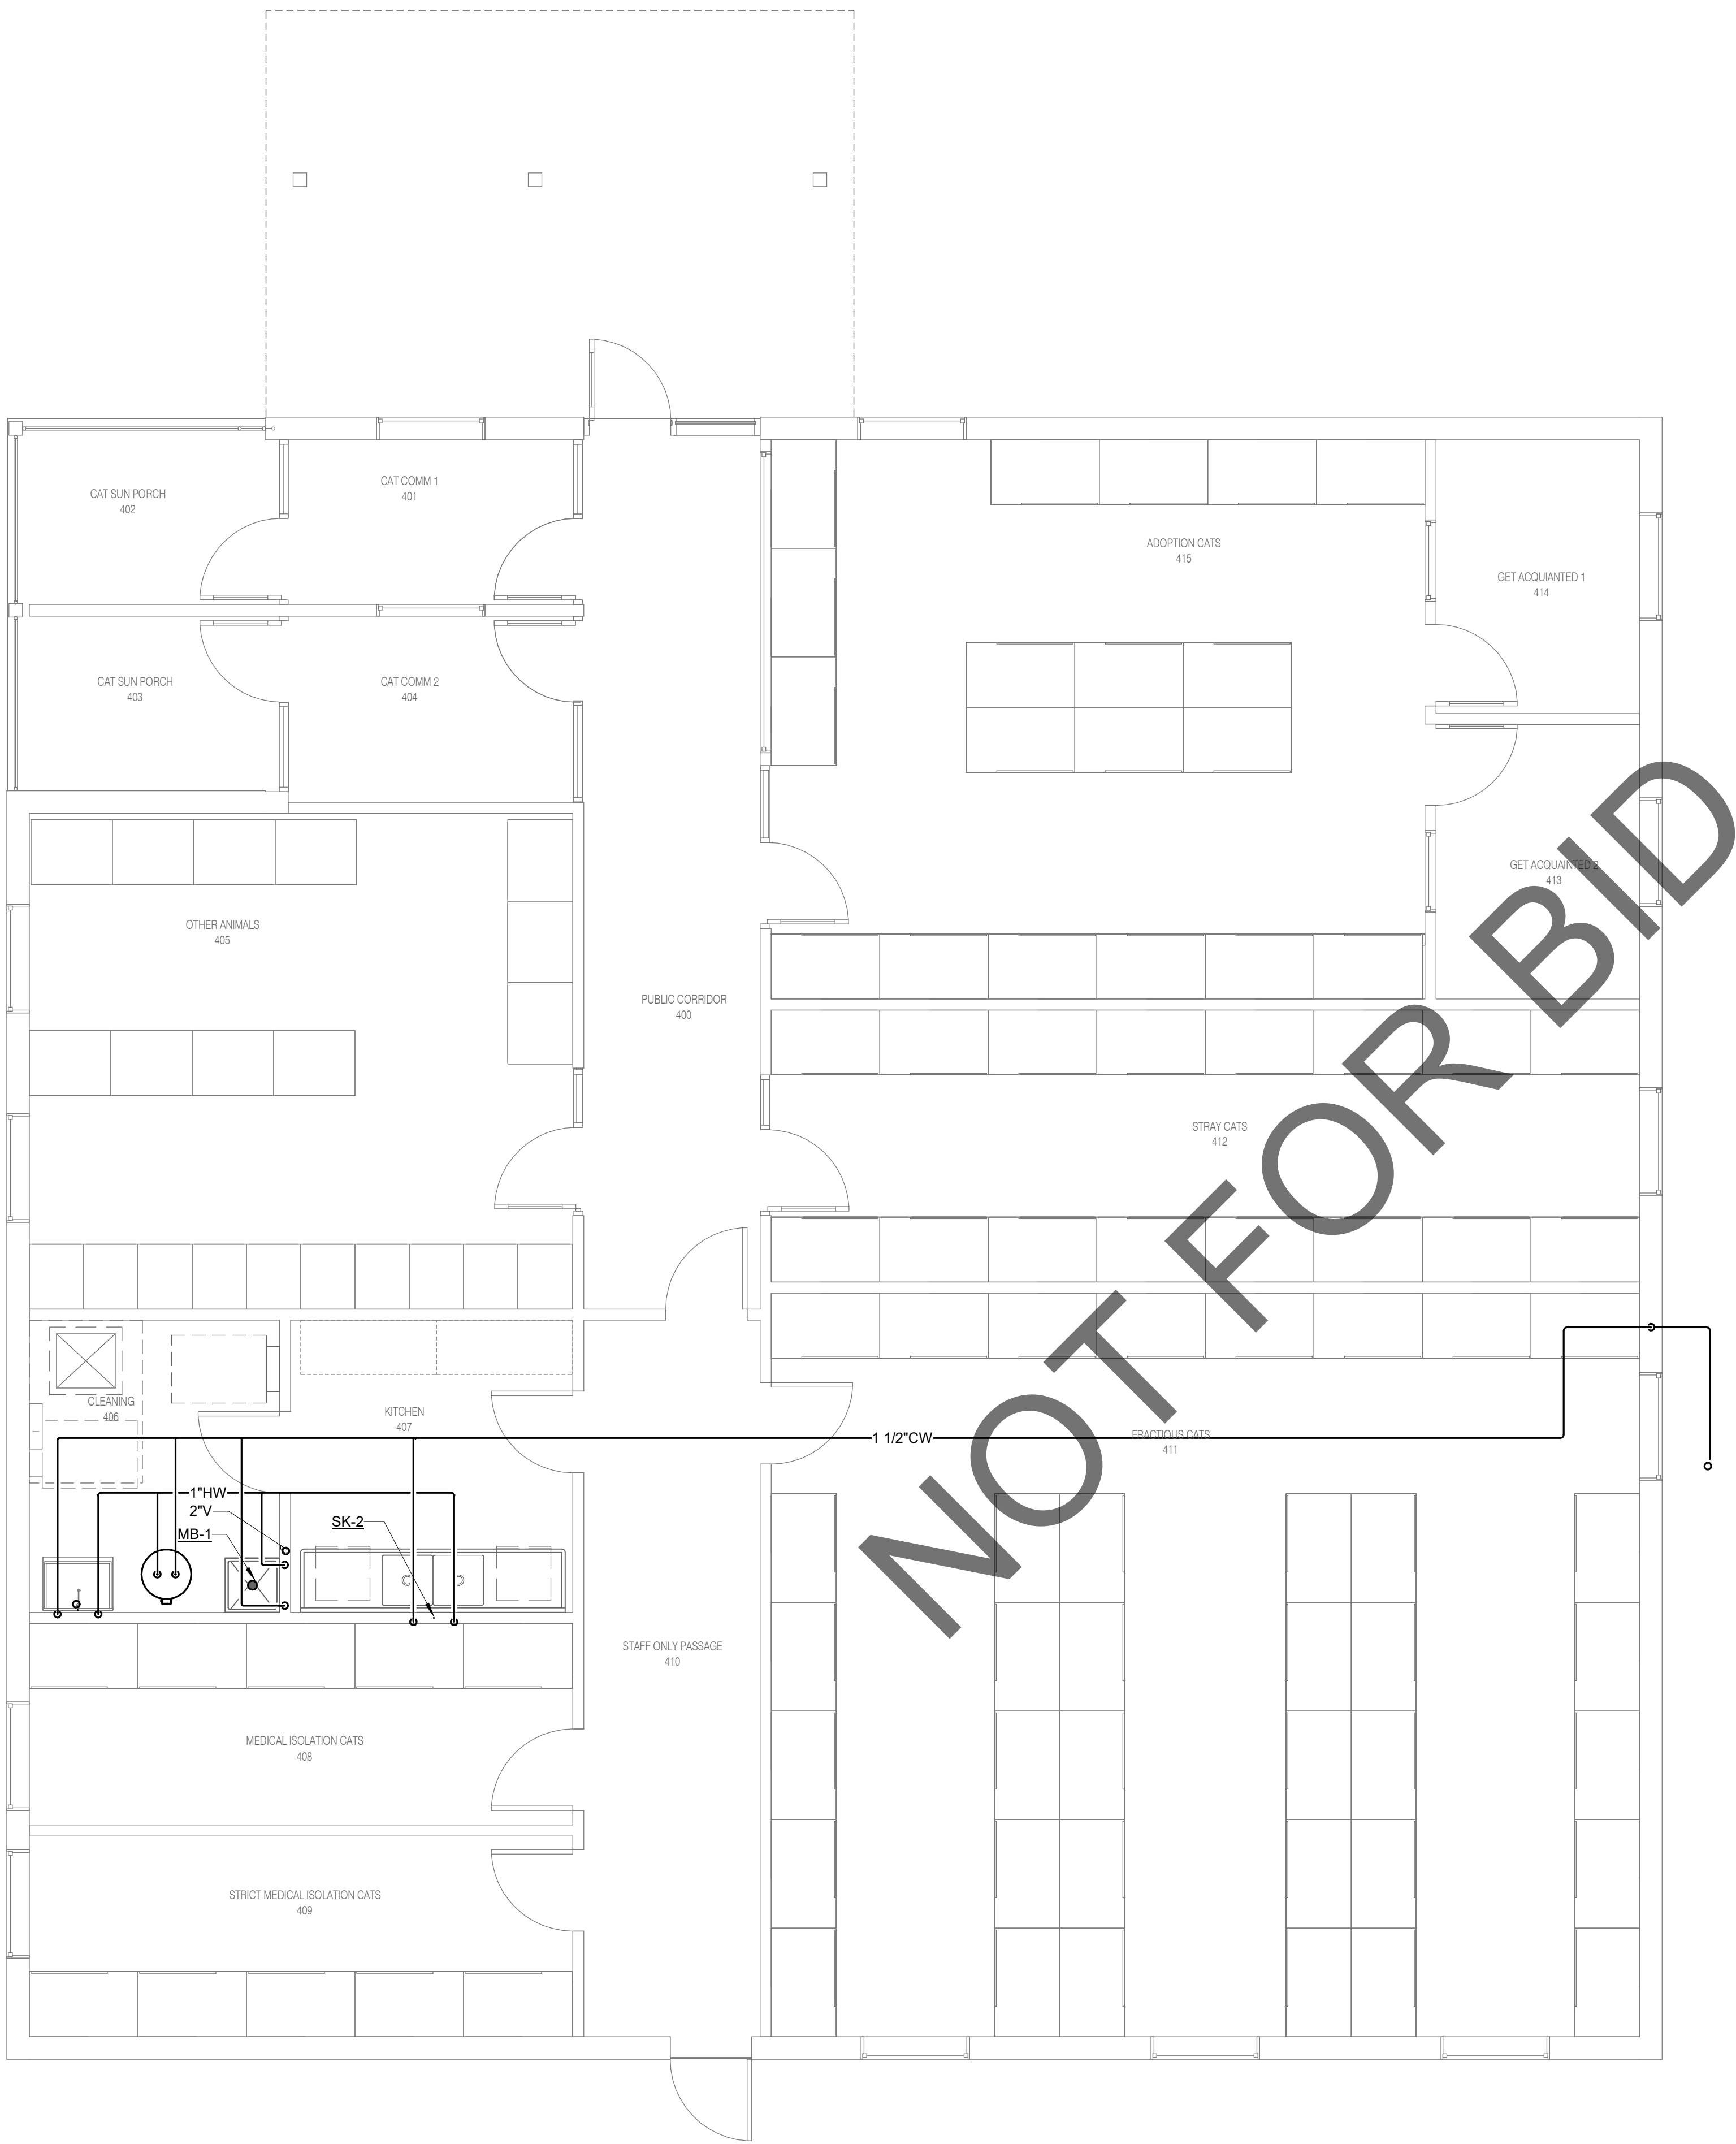 CAT COMM 1
401
CAT SUN PORCH
402
ADOPTION CATS
415
GET ACQUIANTED 1
414
CAT SUN PORCH
403
CAT COMM 2
404
GET ACQUAINTED 2
413
OTHER ANIMALS
405
PUBLIC CORRIDOR
400
STRAY CATS
412
CLEANING
406
KITCHEN
407
1 1/2"CW
FRACTIOUS CATS
411
1"HW
2"V
MB-1
SK-2
STAFF ONLY PASSAGE
410
MEDICAL ISOLATION CATS
408
STRICT MEDICAL ISOLATION CATS
409
NOT FOR BID